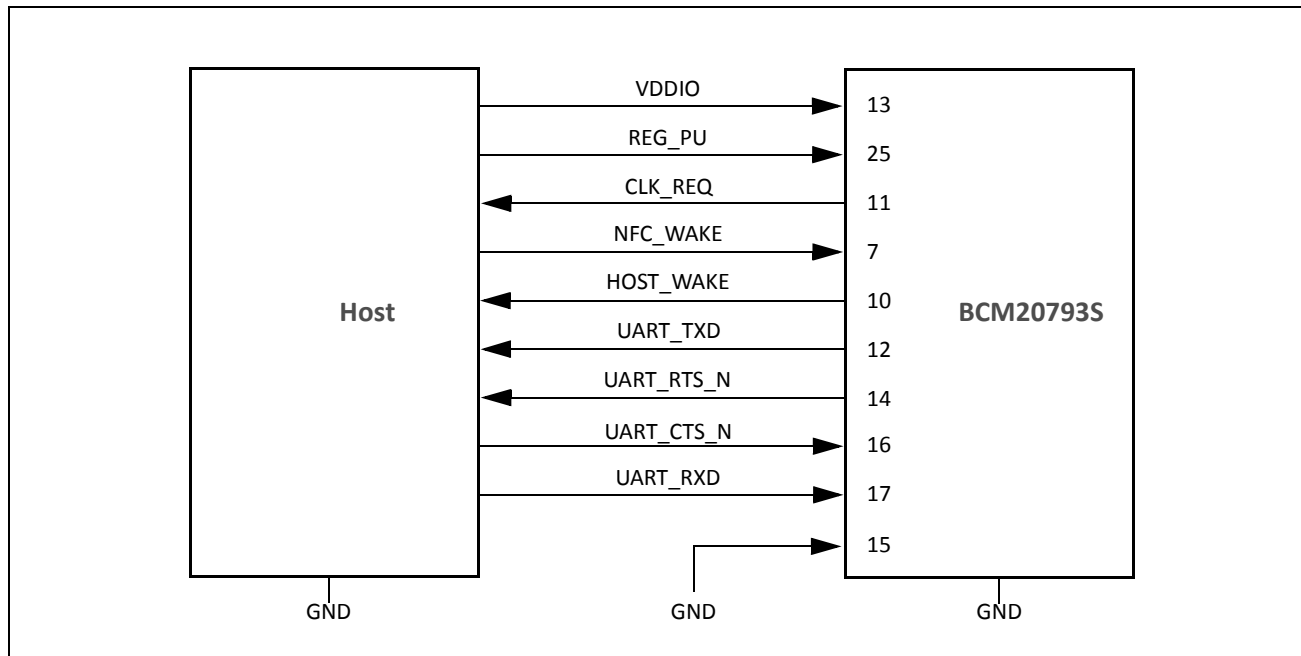 VDDIO 13
REG_PU 25
CLK_REQ 11
NFC_WAKE 7
HOST_WAKE 10
Host BCM20793S
UART_TXD 12
UART_RTS_N 14
UART_CTS_N 16
UART_RXD 17
15
GND GND GND